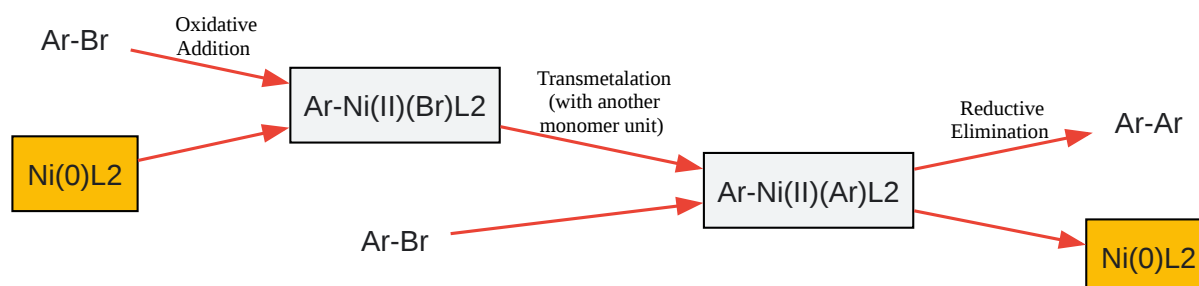 Ar-Br
Oxidative
Addition
Ni(0)L2
Ar-Ni(II)(Br)L2
Transmetalation
(with another
monomer unit)
Ar-Br
Ar-Ni(II)(Ar)L2
Reductive
Elimination
Ar-Ar
Ni(0)L2